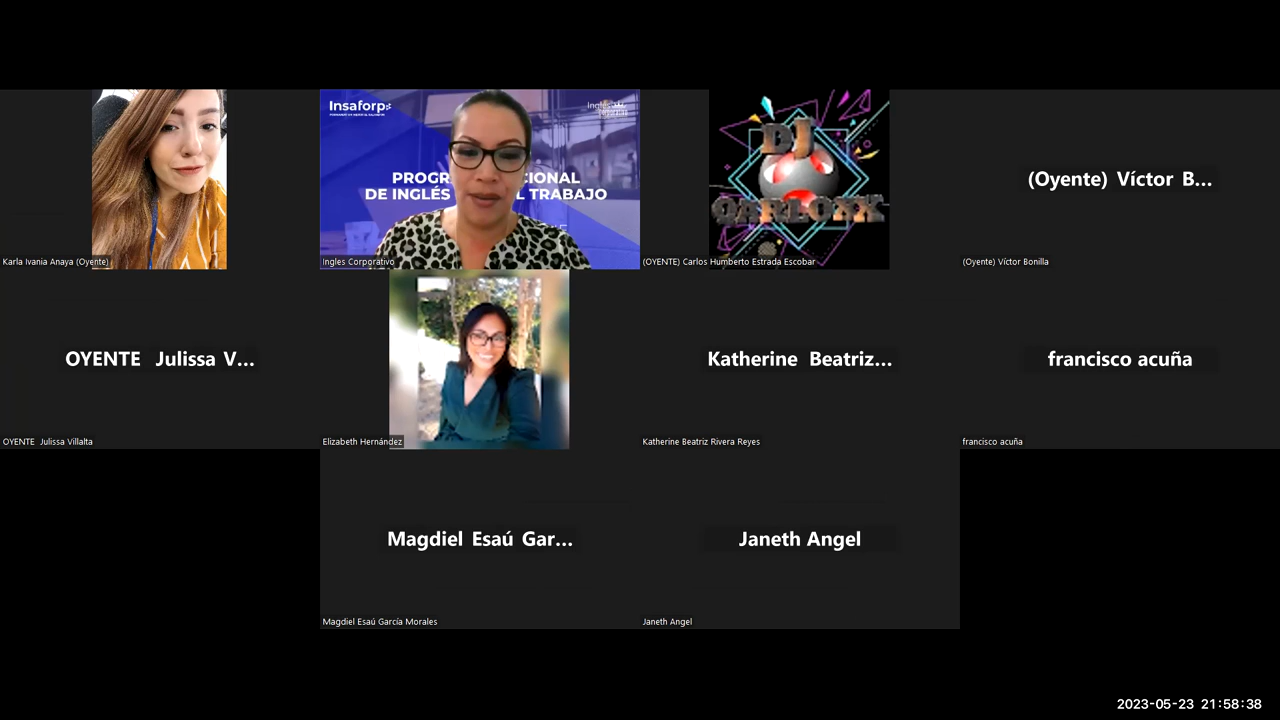 Insaforp
Inglés
Corporativo
PROGR CIONAL
DE INGLÉS L TRABAJO
DJ
QARLOXX
(Oyente) Víctor B...
Karla Ivania Anaya (Oyente)
Ingles Corporativo
(OYENTE) Carlos Humberto Estrada Escobar
(Oyente) Víctor Bonilla
OYENTE Julissa V...
Katherine Beatriz...
francisco acuña
OYENTE Julissa Villalta
Elizabeth Hernández
Katherine Beatriz Rivera Reyes
francisco acuña
Magdiel Esaú Gar...
Janeth Angel
Magdiel Esaú García Morales
Janeth Angel
2023-05-23 21:58:38